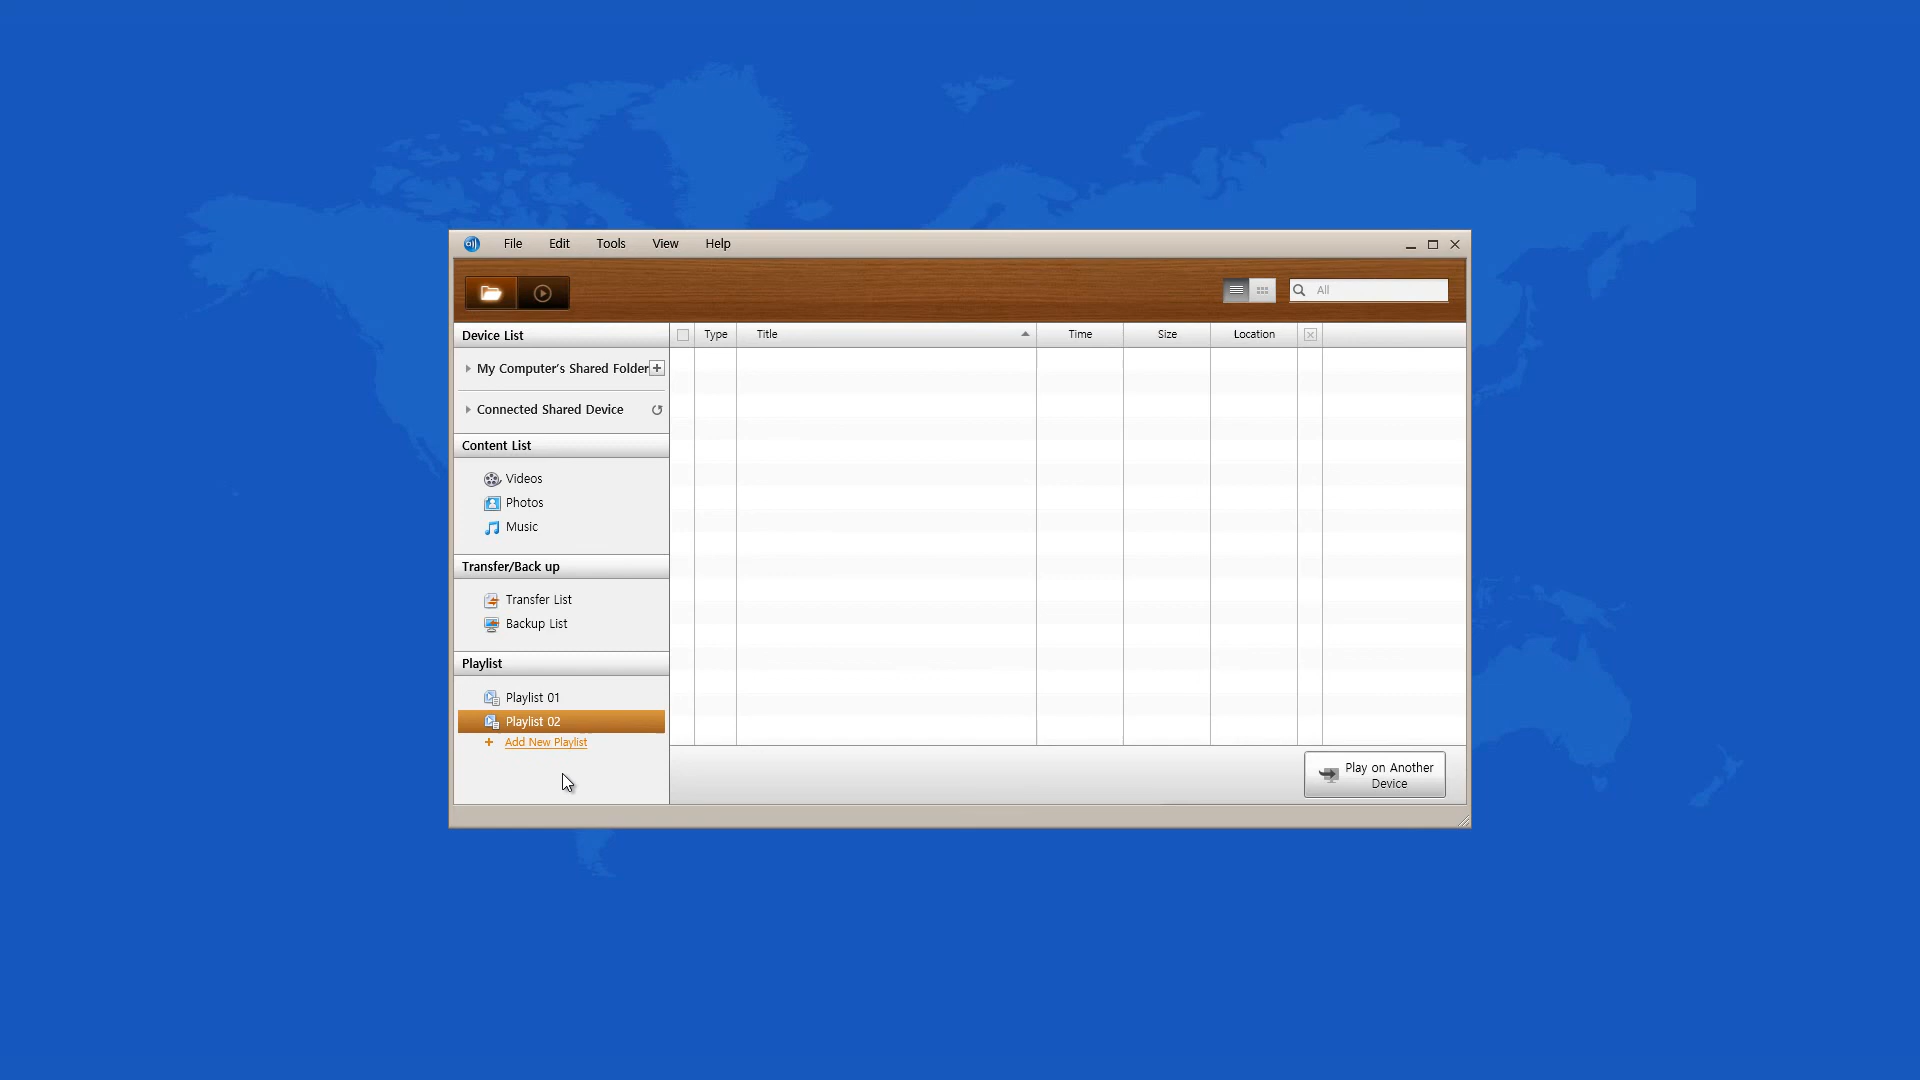 File Edit Tools View Help
All
Device List
Type Title Time Size Location
My Computer's Shared Folder
Connected Shared Device
Content List
Videos
Photos
Music
Transfer/Back up
Transfer List
Backup List
Playlist
Playlist 01
Playlist 02
+ Add New Playlist
Play on Another
Device